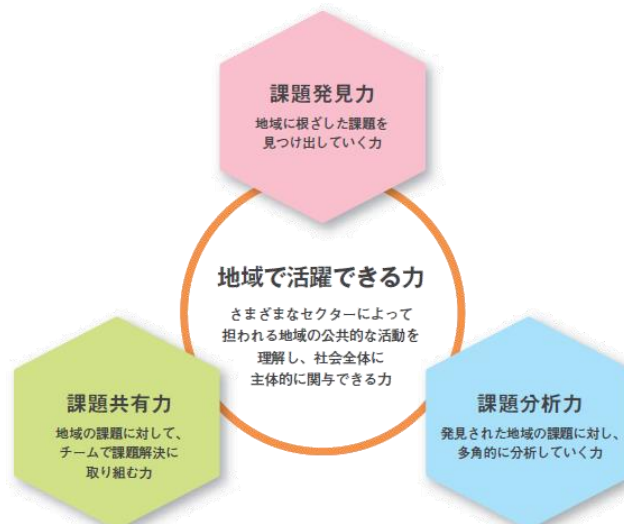 課題発見力
地域に根ざした課題を
見つけ出していく力
地域で活躍できる力
さまざまなセクターによって
担われる地域の公共的な活動を
理解し、社会全体に
主体的に関与できる力
課題共有力
地域の課題に対して、
チームで課題解決に
取り組む力
課題分析力
発見された地域の課題に対し、
多角的に分析していく力